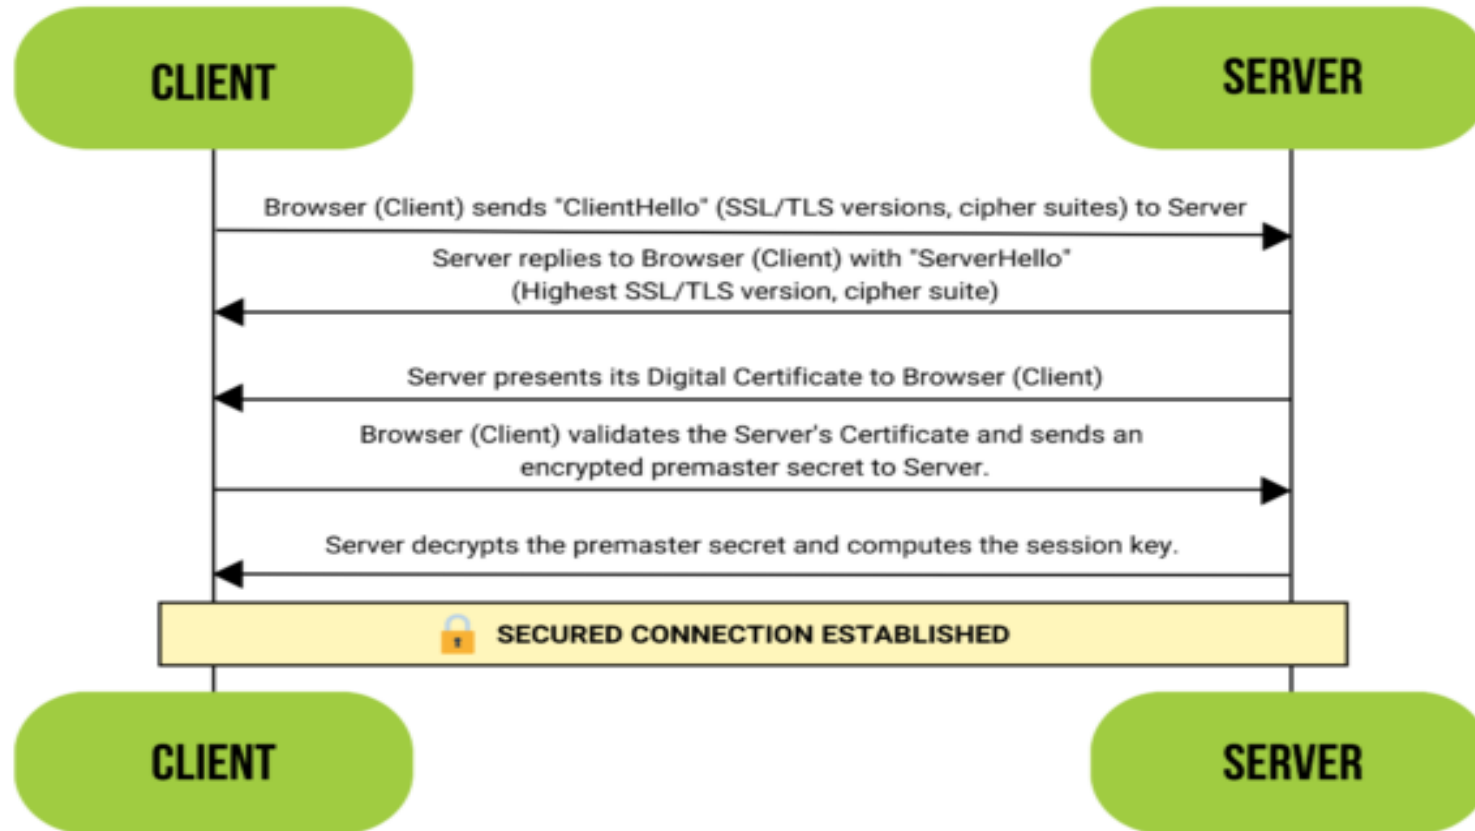 CLIENT
SERVER
Browser (Client) sends "ClientHello" (SSL/TLS versions, cipher suites) to Server
Server replies to Browser (Client) with "ServerHello"
(Highest SSL/TLS version, cipher suite)
Server presents its Digital Certificate to Browser (Client)
Browser (Client) validates the Server's Certificate and sends an
encrypted premaster secret to Server.
Server decrypts the premaster secret and computes the session key.
SECURED CONNECTION ESTABLISHED
CLIENT
SERVER